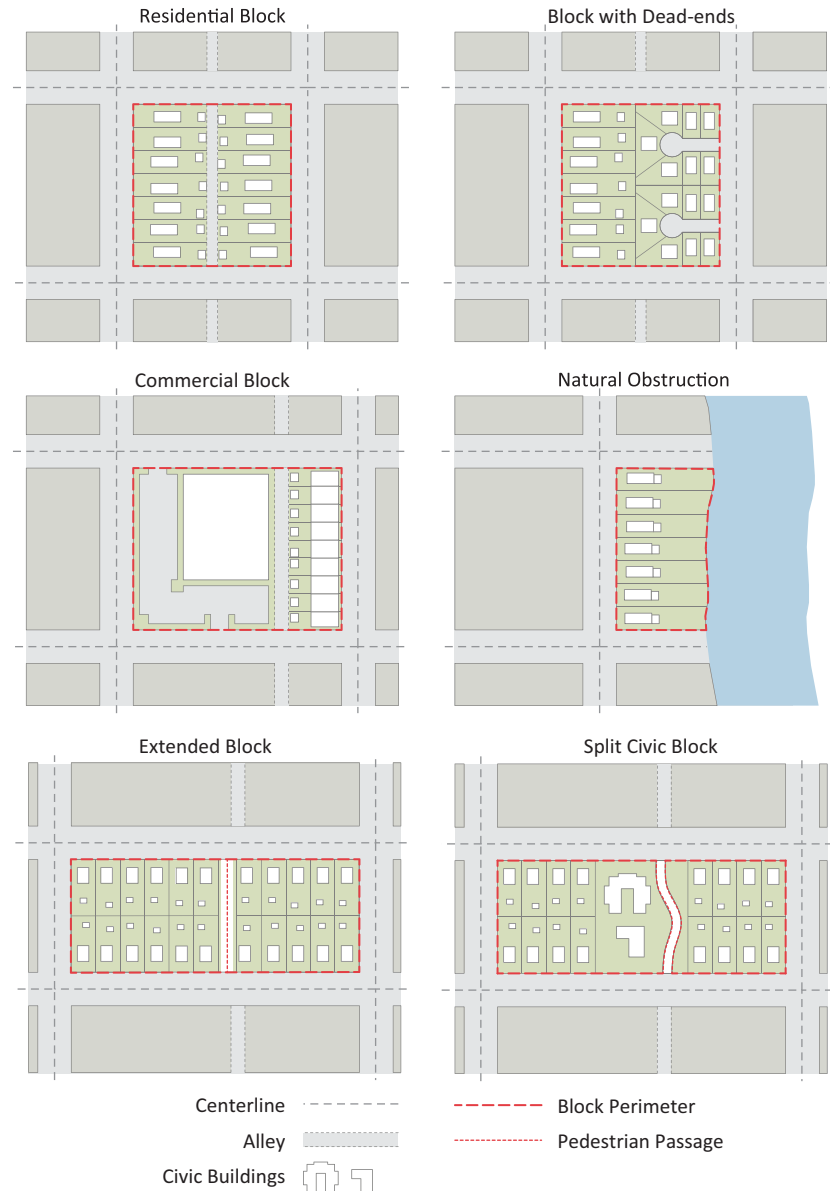 Residential Block
Block with Dead-ends
Commercial Block
Natural Obstruction
Extended Block
Split Civic Block
Centerline
Block Perimeter
Alley
Pedestrian Passage
Civic Buildings